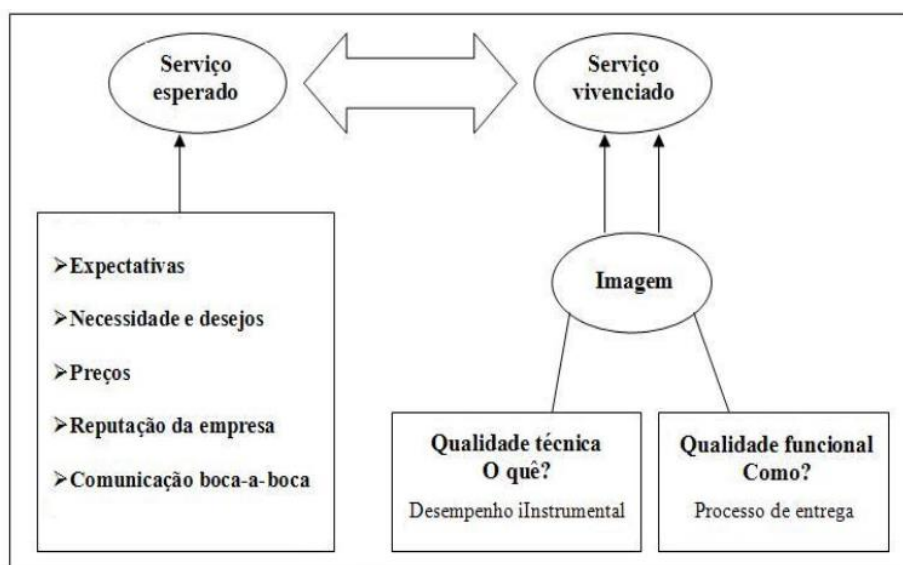 Serviço
esperado
Serviço
vivenciado
➢Expectativas
➢Necessidade e desejos
➢Preços
➢Reputação da empresa
➢Comunicação boca-a-boca
Imagem
Qualidade técnica
O quê?
Desempenho iInstrumental
Qualidade funcional
Como?
Processo de entrega